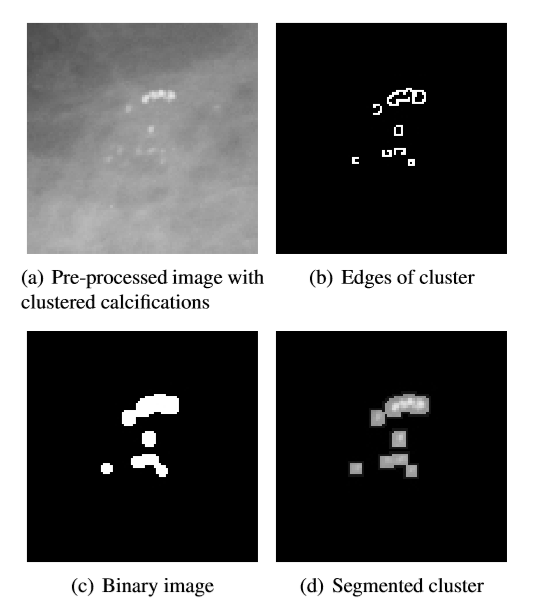 (a) Pre-processed image with
clustered calcifications
(b) Edges of cluster
(c) Binary image
(d) Segmented cluster